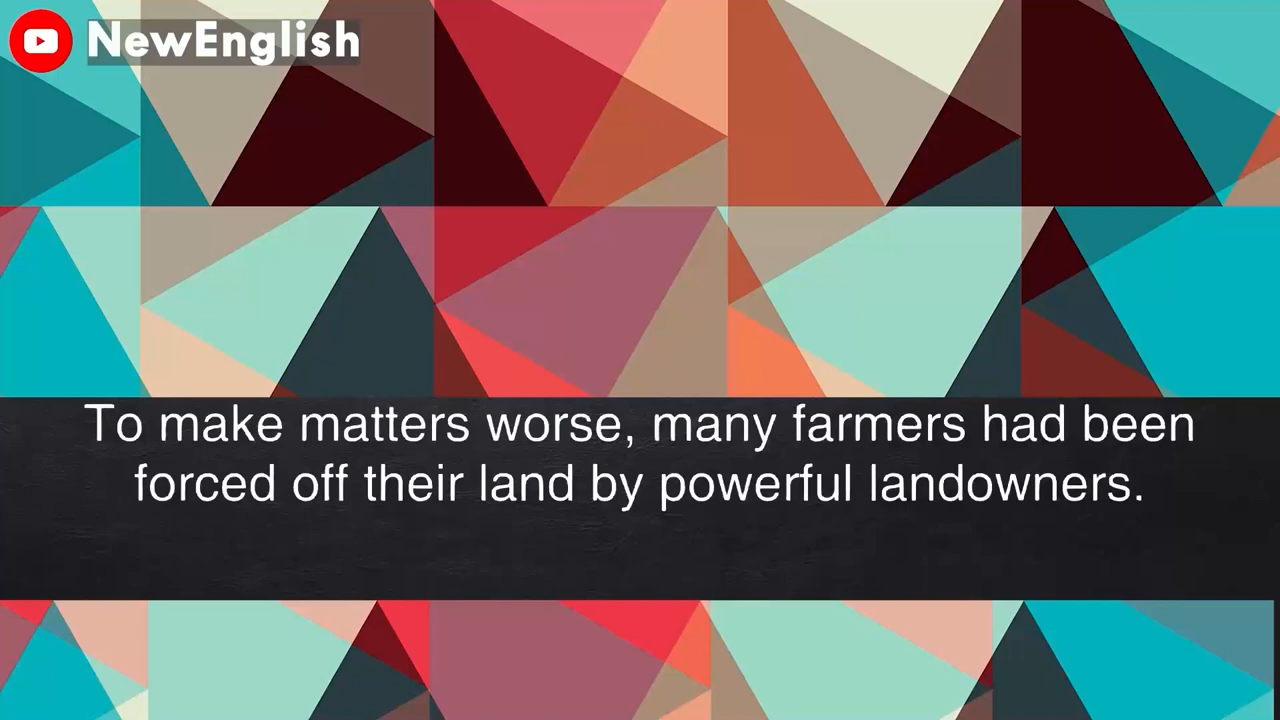 NewEnglish
To make matters worse, many farmers had been
forced off their land by powerful landowners.